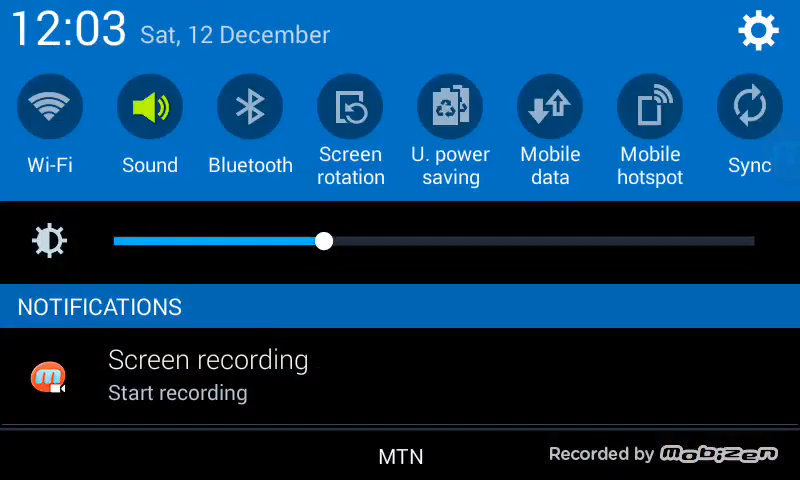 12:03 Sat, 12 December
Wi-Fi Sound Bluetooth Screen rotation U. power saving Mobile data Mobile hotspot Sync
NOTIFICATIONS
Screen recording
Start recording
MTN
Recorded by mobizen